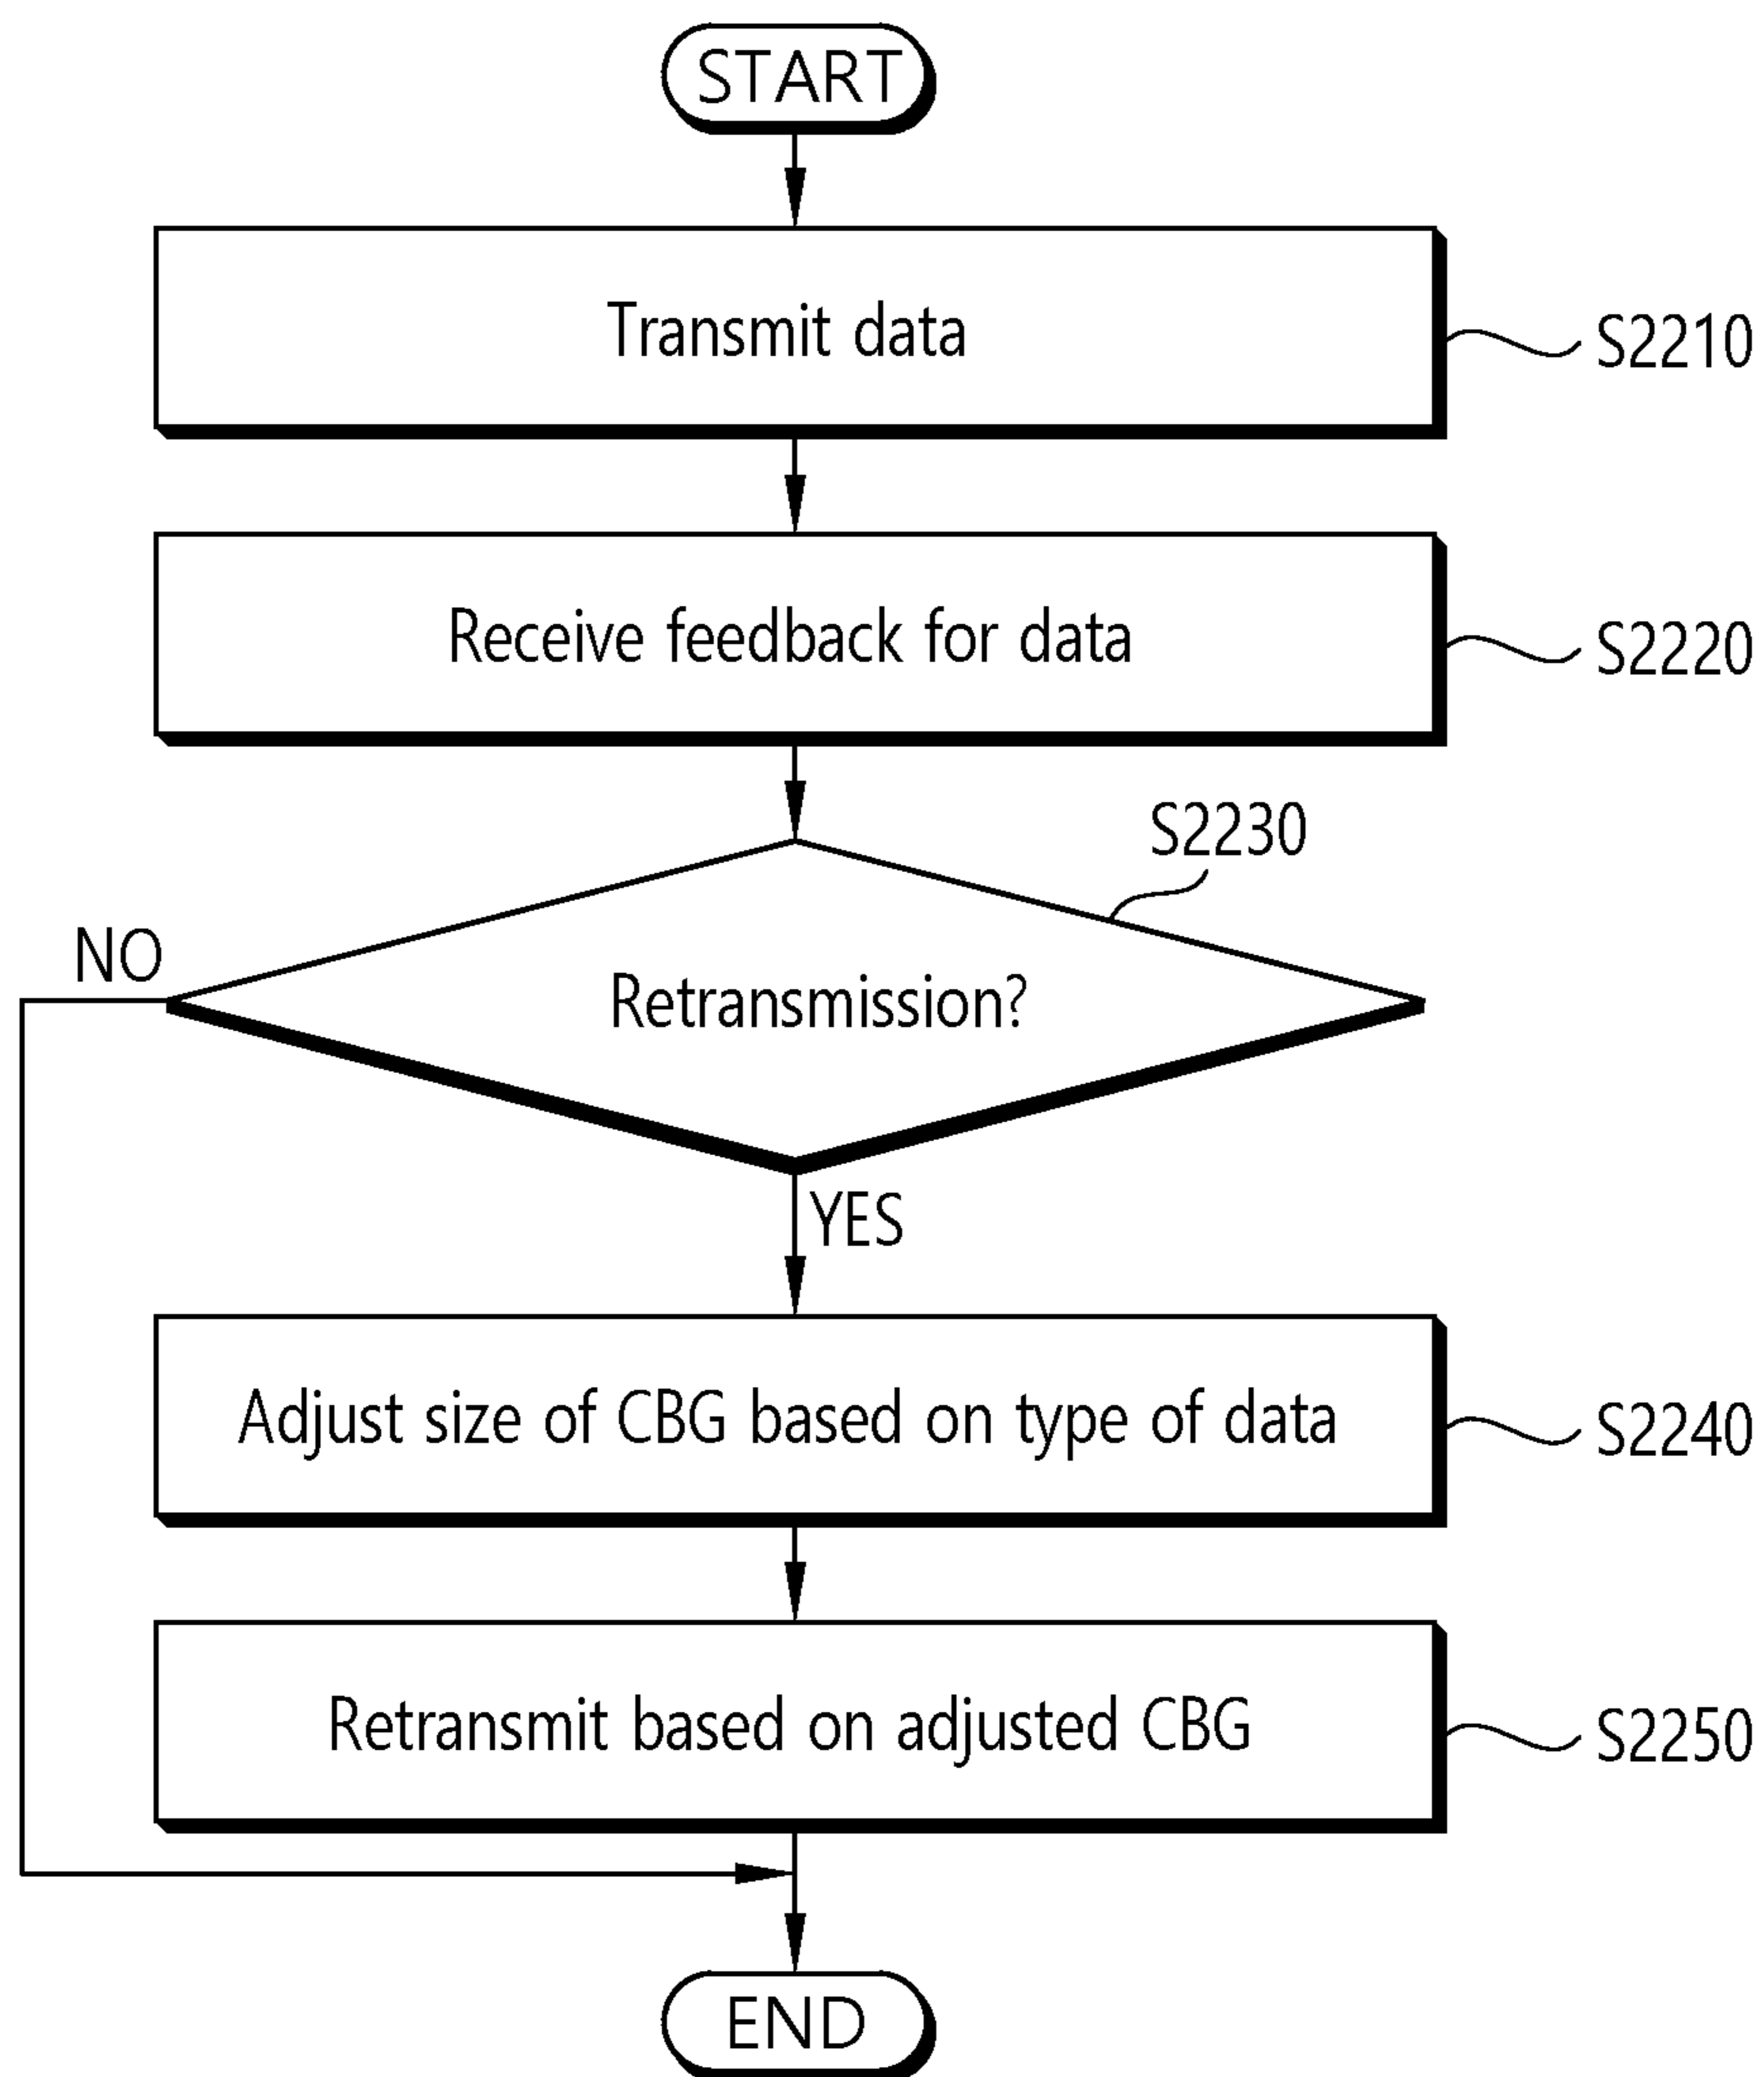 START
Transmit data
S2210
Receive feedback for data
S2220
S2230
NO
Retransmission?
YES
Adjust size of CBG based on type of data
S2240
Retransmit based on adjusted CBG
S2250
END